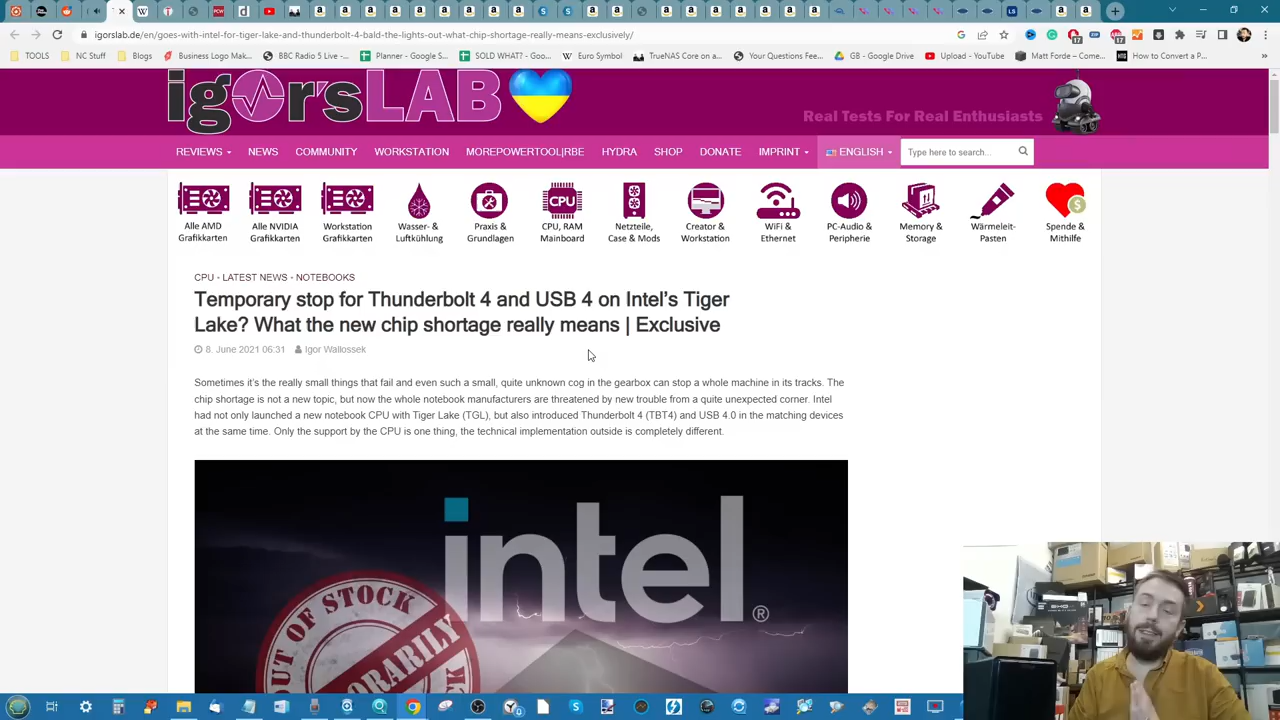 igorslab.de/en/goes-with-intel-for-tiger-lake-and-thunderbolt-4-bald-the-lights-out-what-chip-shortage-really-means-exclusively/
TOOLS NC Stuff Blogs Business Logo Mak... BBC Radio 5 Live -... Planner - Google S... SOLD WHAT? - Goo... Euro Symbol TrueNAS Core on a... Your Questions Fee... GB - Google Drive Upload - YouTube Matt Forde – Come... How to Convert a P...
igor'sLAB
Real Tests For Real Enthusiasts
REVIEWS NEWS COMMUNITY WORKSTATION MOREPOWERTOOL|RBE HYDRA SHOP DONATE IMPRINT ENGLISH Type here to search...
CPU
Alle AMD Grafikkarten
Alle NVIDIA Grafikkarten
Workstation Grafikkarten
Wasser- & Luftkühlung
Praxis & Grundlagen
CPU, RAM Mainboard
Netzteile, Case & Mods
Creator & Workstation
WiFi & Ethernet
PC-Audio & Peripherie
Memory & Storage
Wärmeleit-Pasten
Spende & Mithilfe
CPU - LATEST NEWS - NOTEBOOKS
Temporary stop for Thunderbolt 4 and USB 4 on Intel's Tiger
Lake? What the new chip shortage really means | Exclusive
8. June 2021 06:31 Igor Wallossek
Sometimes it's the really small things that fail and even such a small, quite unknown cog in the gearbox can stop a whole machine in its tracks. The
chip shortage is not a new topic, but now the whole notebook manufacturers are threatened by new trouble from a quite unexpected corner. Intel
had not only launched a new notebook CPU with Tiger Lake (TGL), but also introduced Thunderbolt 4 (TBT4) and USB 4.0 in the matching devices
at the same time. Only the support by the CPU is one thing, the technical implementation outside is completely different.
intel®
OUT OF STOCK